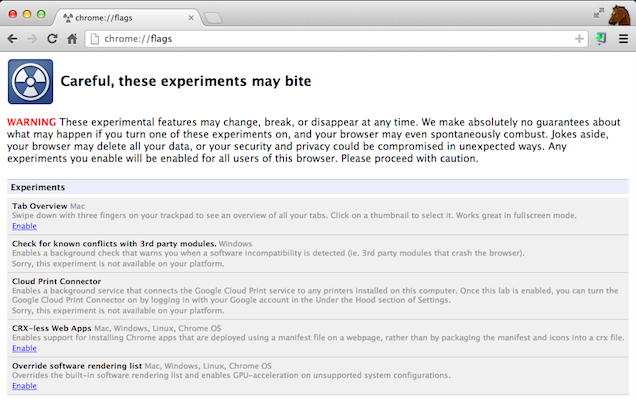 chrome://flags
chrome://flags
Careful, these experiments may bite
WARNING These experimental features may change, break, or disappear at any time. We make absolutely no guarantees about
what may happen if you turn one of these experiments on, and your browser may even spontaneously combust. Jokes aside,
your browser may delete all your data, or your security and privacy could be compromised in unexpected ways. Any
experiments you enable will be enabled for all users of this browser. Please proceed with caution.
Experiments
Tab Overview Mac
Swipe down with three fingers on your trackpad to see an overview of all your tabs. Click on a thumbnail to select it. Works great in fullscreen mode.
Enable
Check for known conflicts with 3rd party modules. Windows
Enables a background check that warns you when a software incompatibility is detected (ie. 3rd party modules that crash the browser).
Sorry, this experiment is not available on your platform.
Cloud Print Connector
Enables a background service that connects the Google Cloud Print service to any printers installed on this computer. Once this lab is enabled, you can turn the
Google Cloud Print Connector on by logging in with your Google account in the Under the Hood section of Settings.
Sorry, this experiment is not available on your platform.
CRX-less Web Apps Mac, Windows, Linux, Chrome OS
Enables support for installing Chrome apps that are deployed using a manifest file on a webpage, rather than by packaging the manifest and icons into a crx file.
Enable
Override software rendering list Mac, Windows, Linux, Chrome OS
Overrides the built-in software rendering list and enables GPU-acceleration on unsupported system configurations.
Enable